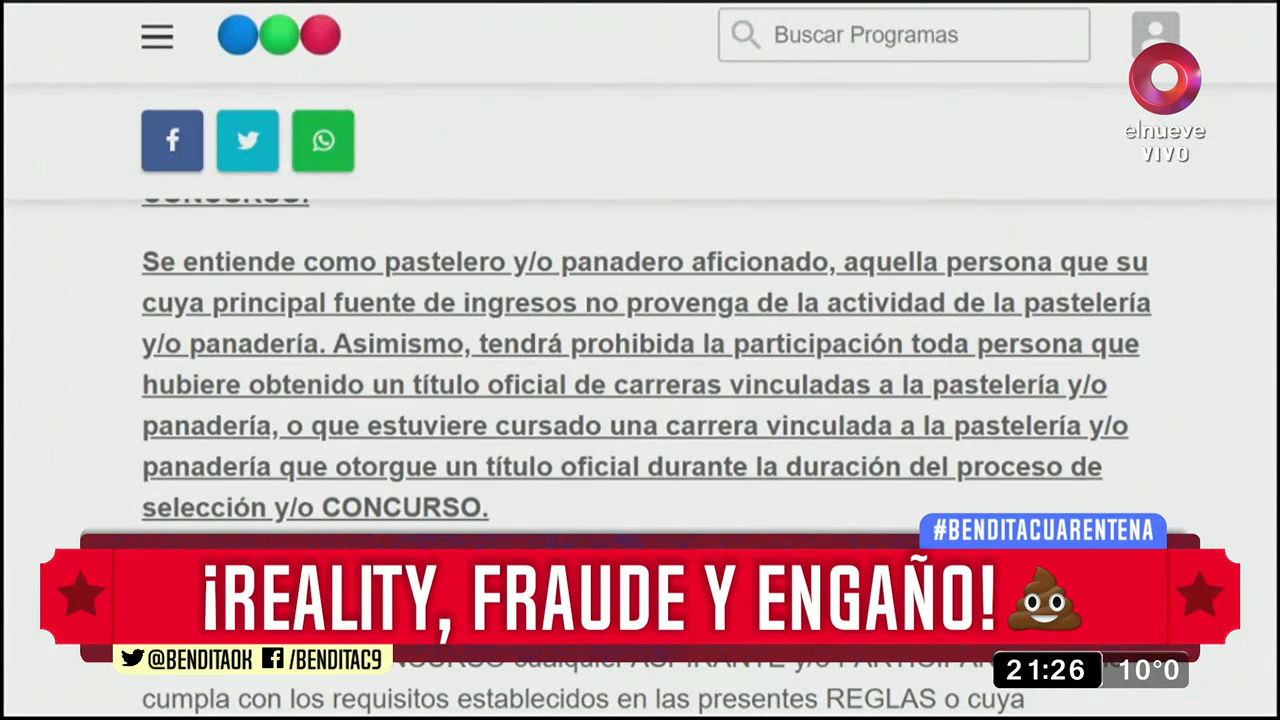 Buscar Programas
elnueve
VIVO
CONCURSO.
Se entiende como pastelero y/o panadero aficionado, aquella persona que su
cuya principal fuente de ingresos no provenga de la actividad de la pastelería
y/o panadería. Asimismo, tendrá prohibida la participación toda persona que
hubiere obtenido un título oficial de carreras vinculadas a la pastelería y/o
panadería, o que estuviere cursado una carrera vinculada a la pastelería y/o
panadería que otorgue un título oficial durante la duración del proceso de
selección y/o CONCURSO.
#BENDITACUARENTENA
¡REALITY, FRAUDE Y ENGAÑO!
@BENDITAOK /BENDITAC9
cualquier ASPIRANTE y/o
21:26 10°0
cumpla con los requisitos establecidos en las presentes REGLAS o cuya